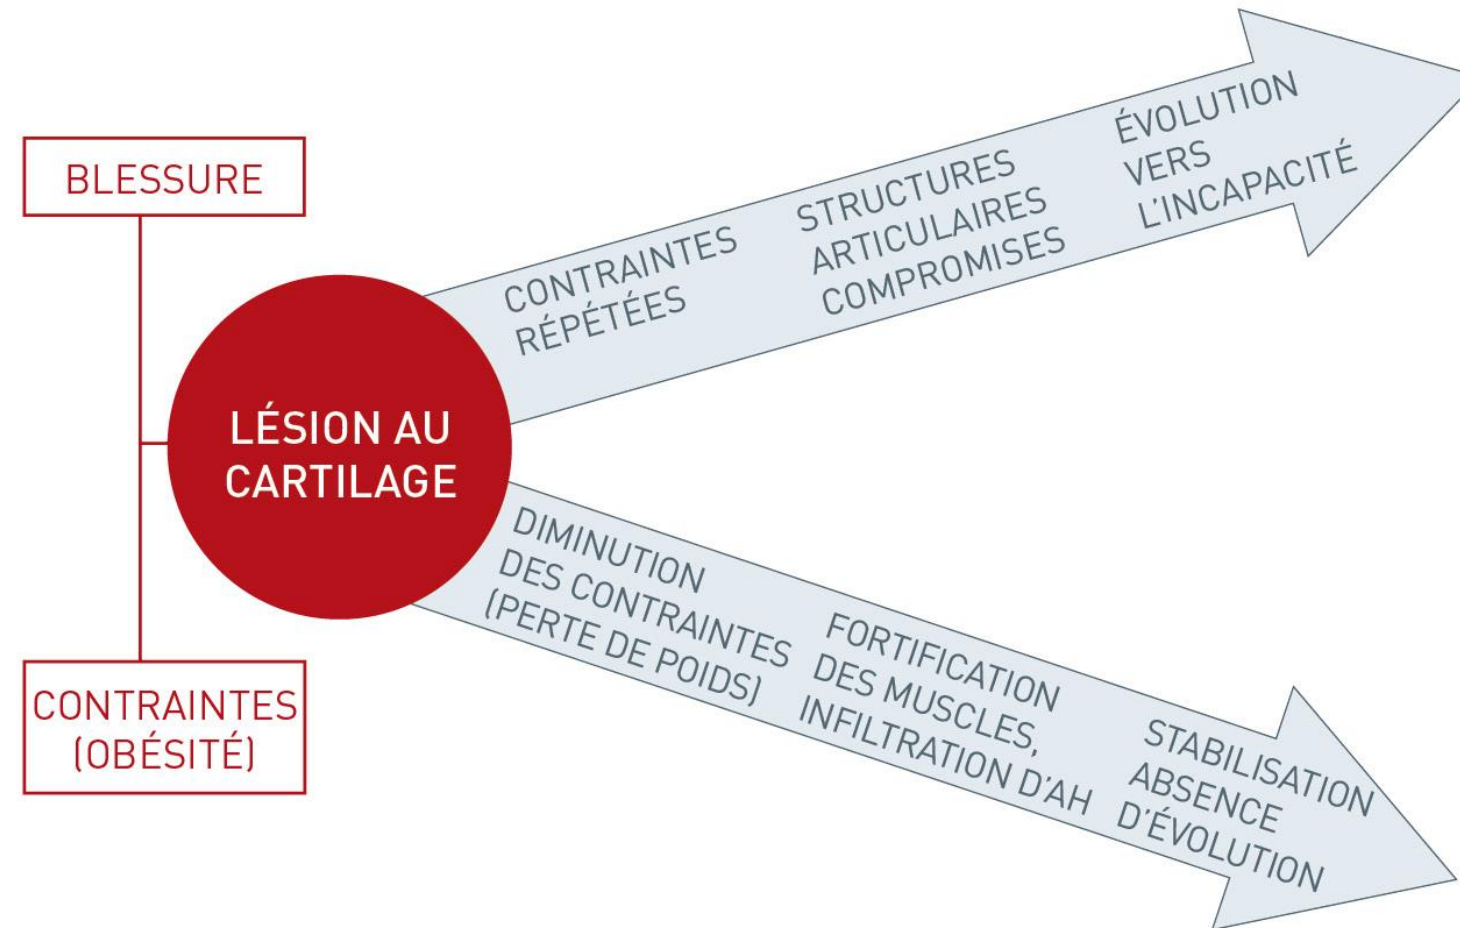 BLESSURE
CONTRAINTES
(OBÉSITÉ)
LÉSION AU
CARTILAGE
CONTRAINTES
RÉPÉTÉES
STRUCTURES
ARTICULAIRES
COMPROMISES
ÉVOLUTION
VERS
L'INCAPACITÉ
DIMINUTION
DES CONTRAINTES
(PERTE DE POIDS)
FORTIFICATION
DES MUSCLES,
INFILTRATION D'AH
STABILISATION
ABSENCE
D'ÉVOLUTION